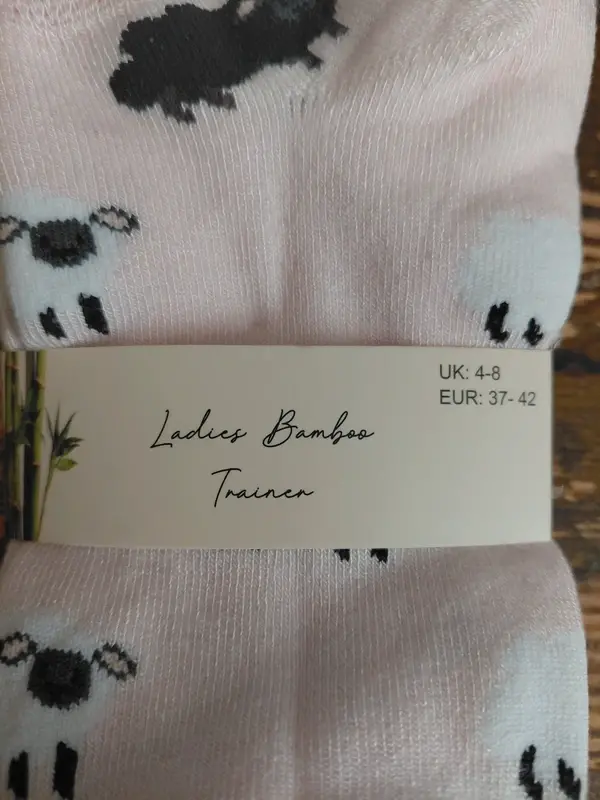 UK: 4-8
EUR: 37- 42
Ladies Bamboo
Trainer